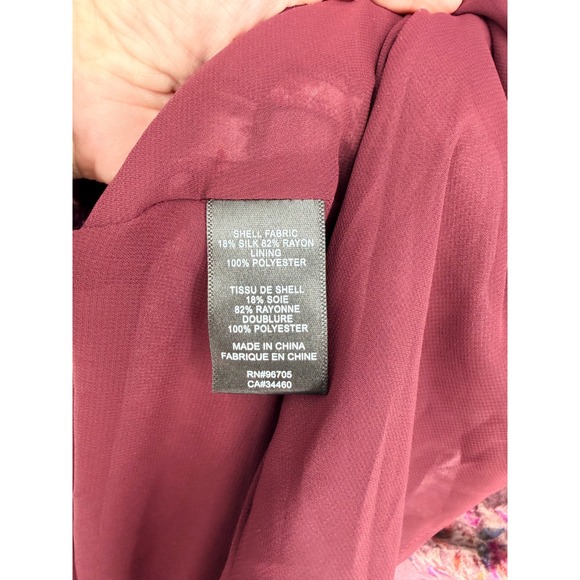 SHELL FABRIC
18% SILK 82% RAYON
LINING
100% POLYESTER
TISSU DE SHELL
18% SOIE
82% RAYONNE
DOUBLURE
100% POLYESTER
MADE IN CHINA
FABRIQUE EN CHINE
RN#96705
CA#34460